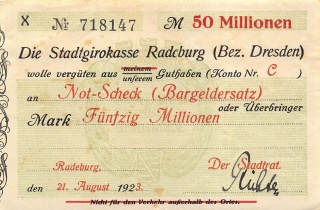 X № 718147 M 50 Millionen
Die Stadtgirokasse Radeburg (Bez. Dresden)
wolle vergüten aus meinem unserem Guthaben (Konto Nr. C )
an Not-Scheck (Bargeldersatz)
oder Überbringer
Mark Fünfzig Millionen
Radeburg, Der Stadtrat.
den 21. August 1923.
Nicht für den Verkehr außerhalb des Ortes.